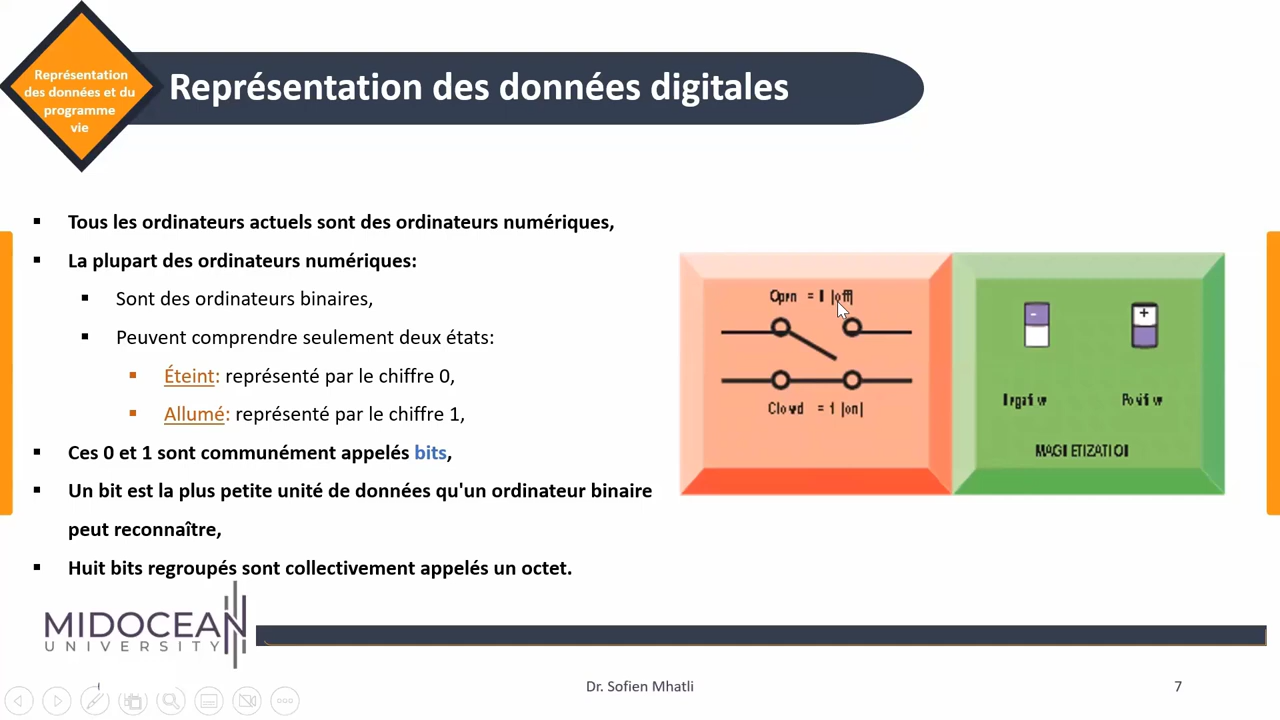 Représentation
des données et du
programme
vie
Représentation des données digitales
Tous les ordinateurs actuels sont des ordinateurs numériques,
La plupart des ordinateurs numériques:
Sont des ordinateurs binaires,
Peuvent comprendre seulement deux états:
Éteint: représenté par le chiffre 0,
Allumé: représenté par le chiffre 1,
Ces 0 et 1 sont communément appelés bits,
Un bit est la plus petite unité de données qu'un ordinateur binaire
peut reconnaître,
Huit bits regroupés sont collectivement appelés un octet.
-
+
MIDOCEAN
UNIVERSITY
Dr. Sofien Mhatli
7